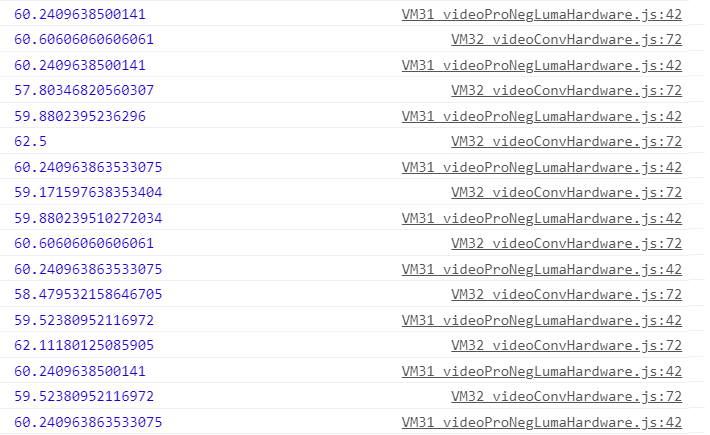 60.2409638500141 VM31 videoProNegLumaHardware.js:42
60.60606060606061 VM32 videoConvHardware.js:72
60.2409638500141 VM31 videoProNegLumaHardware.js:42
57.80346820560307 VM32 videoConvHardware.js:72
59.8802395236296 VM31 videoProNegLumaHardware.js:42
62.5 VM32 videoConvHardware.js:72
60.240963863533075 VM31 videoProNegLumaHardware.js:42
59.171597638353404 VM32 videoConvHardware.js:72
59.880239510272034 VM31 videoProNegLumaHardware.js:42
60.60606060606061 VM32 videoConvHardware.js:72
60.240963863533075 VM31 videoProNegLumaHardware.js:42
58.479532158646705 VM32 videoConvHardware.js:72
59.52380952116972 VM31 videoProNegLumaHardware.js:42
62.11180125085905 VM32 videoConvHardware.js:72
60.2409638500141 VM31 videoProNegLumaHardware.js:42
59.52380952116972 VM32 videoConvHardware.js:72
60.240963863533075 VM31 videoProNegLumaHardware.js:42